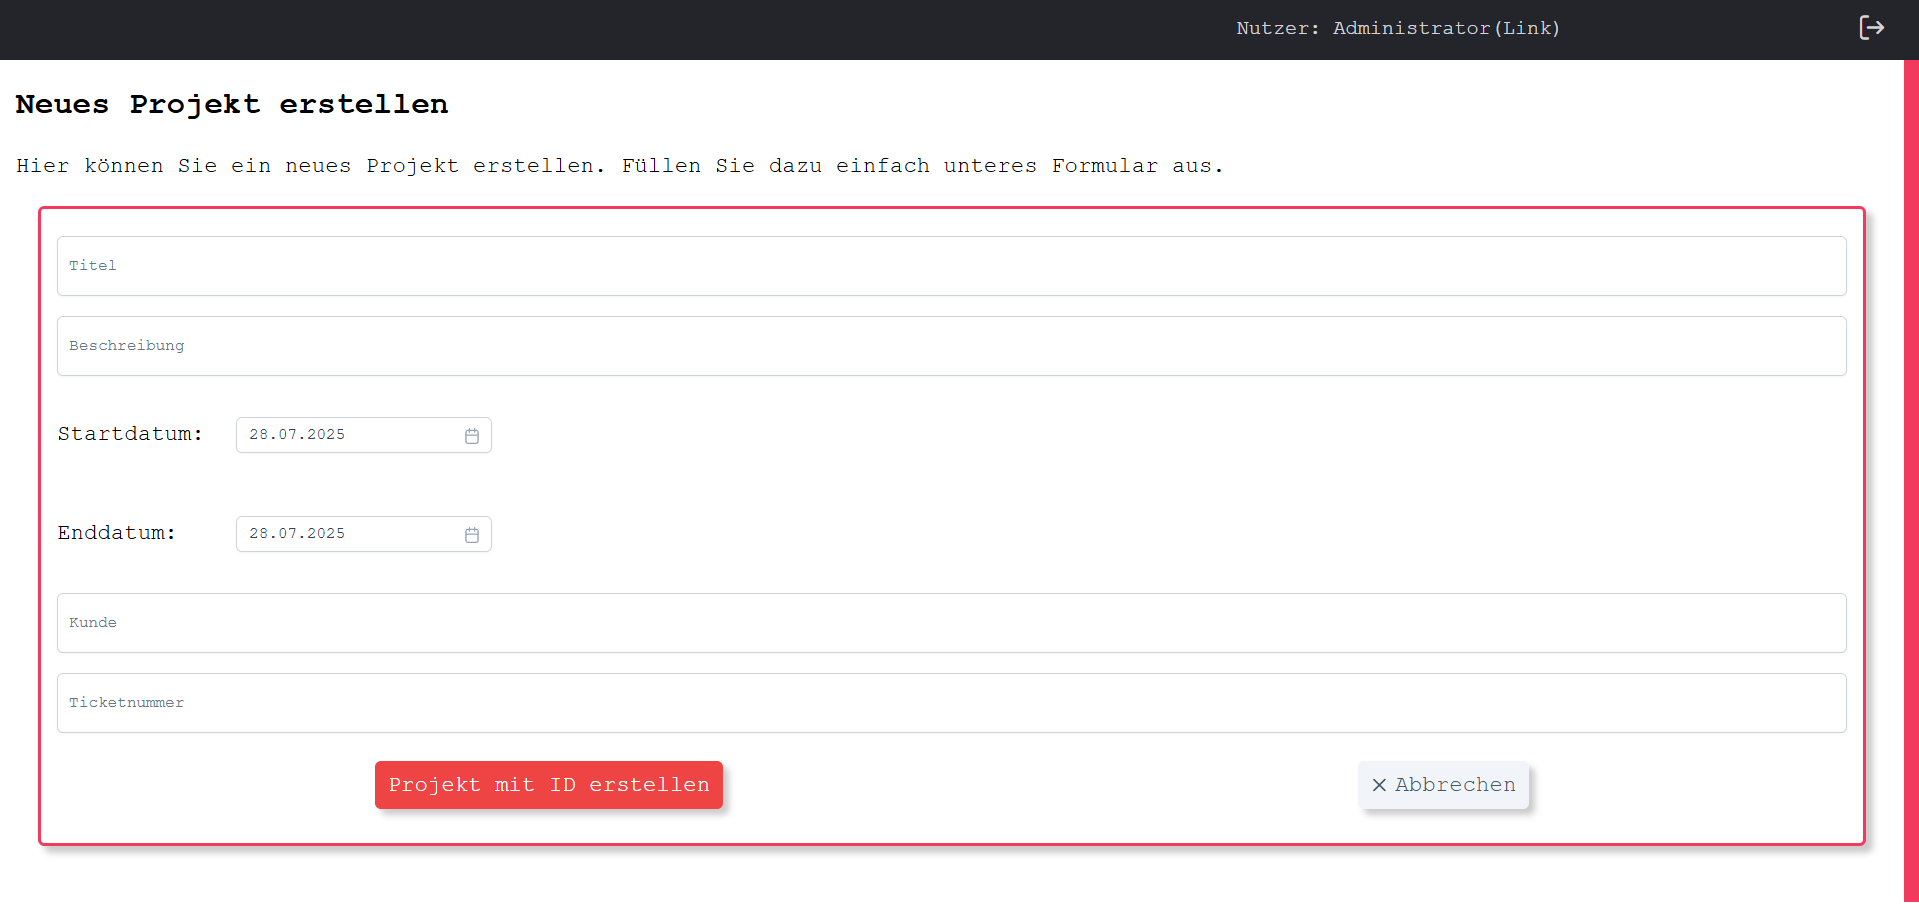 Nutzer: Administrator(Link)
Neues Projekt erstellen
Hier können Sie ein neues Projekt erstellen. Füllen Sie dazu einfach unteres Formular aus.
Titel
Beschreibung
Startdatum: 28.07.2025
Enddatum: 28.07.2025
Kunde
Ticketnummer
Projekt mit ID erstellen Abbrechen